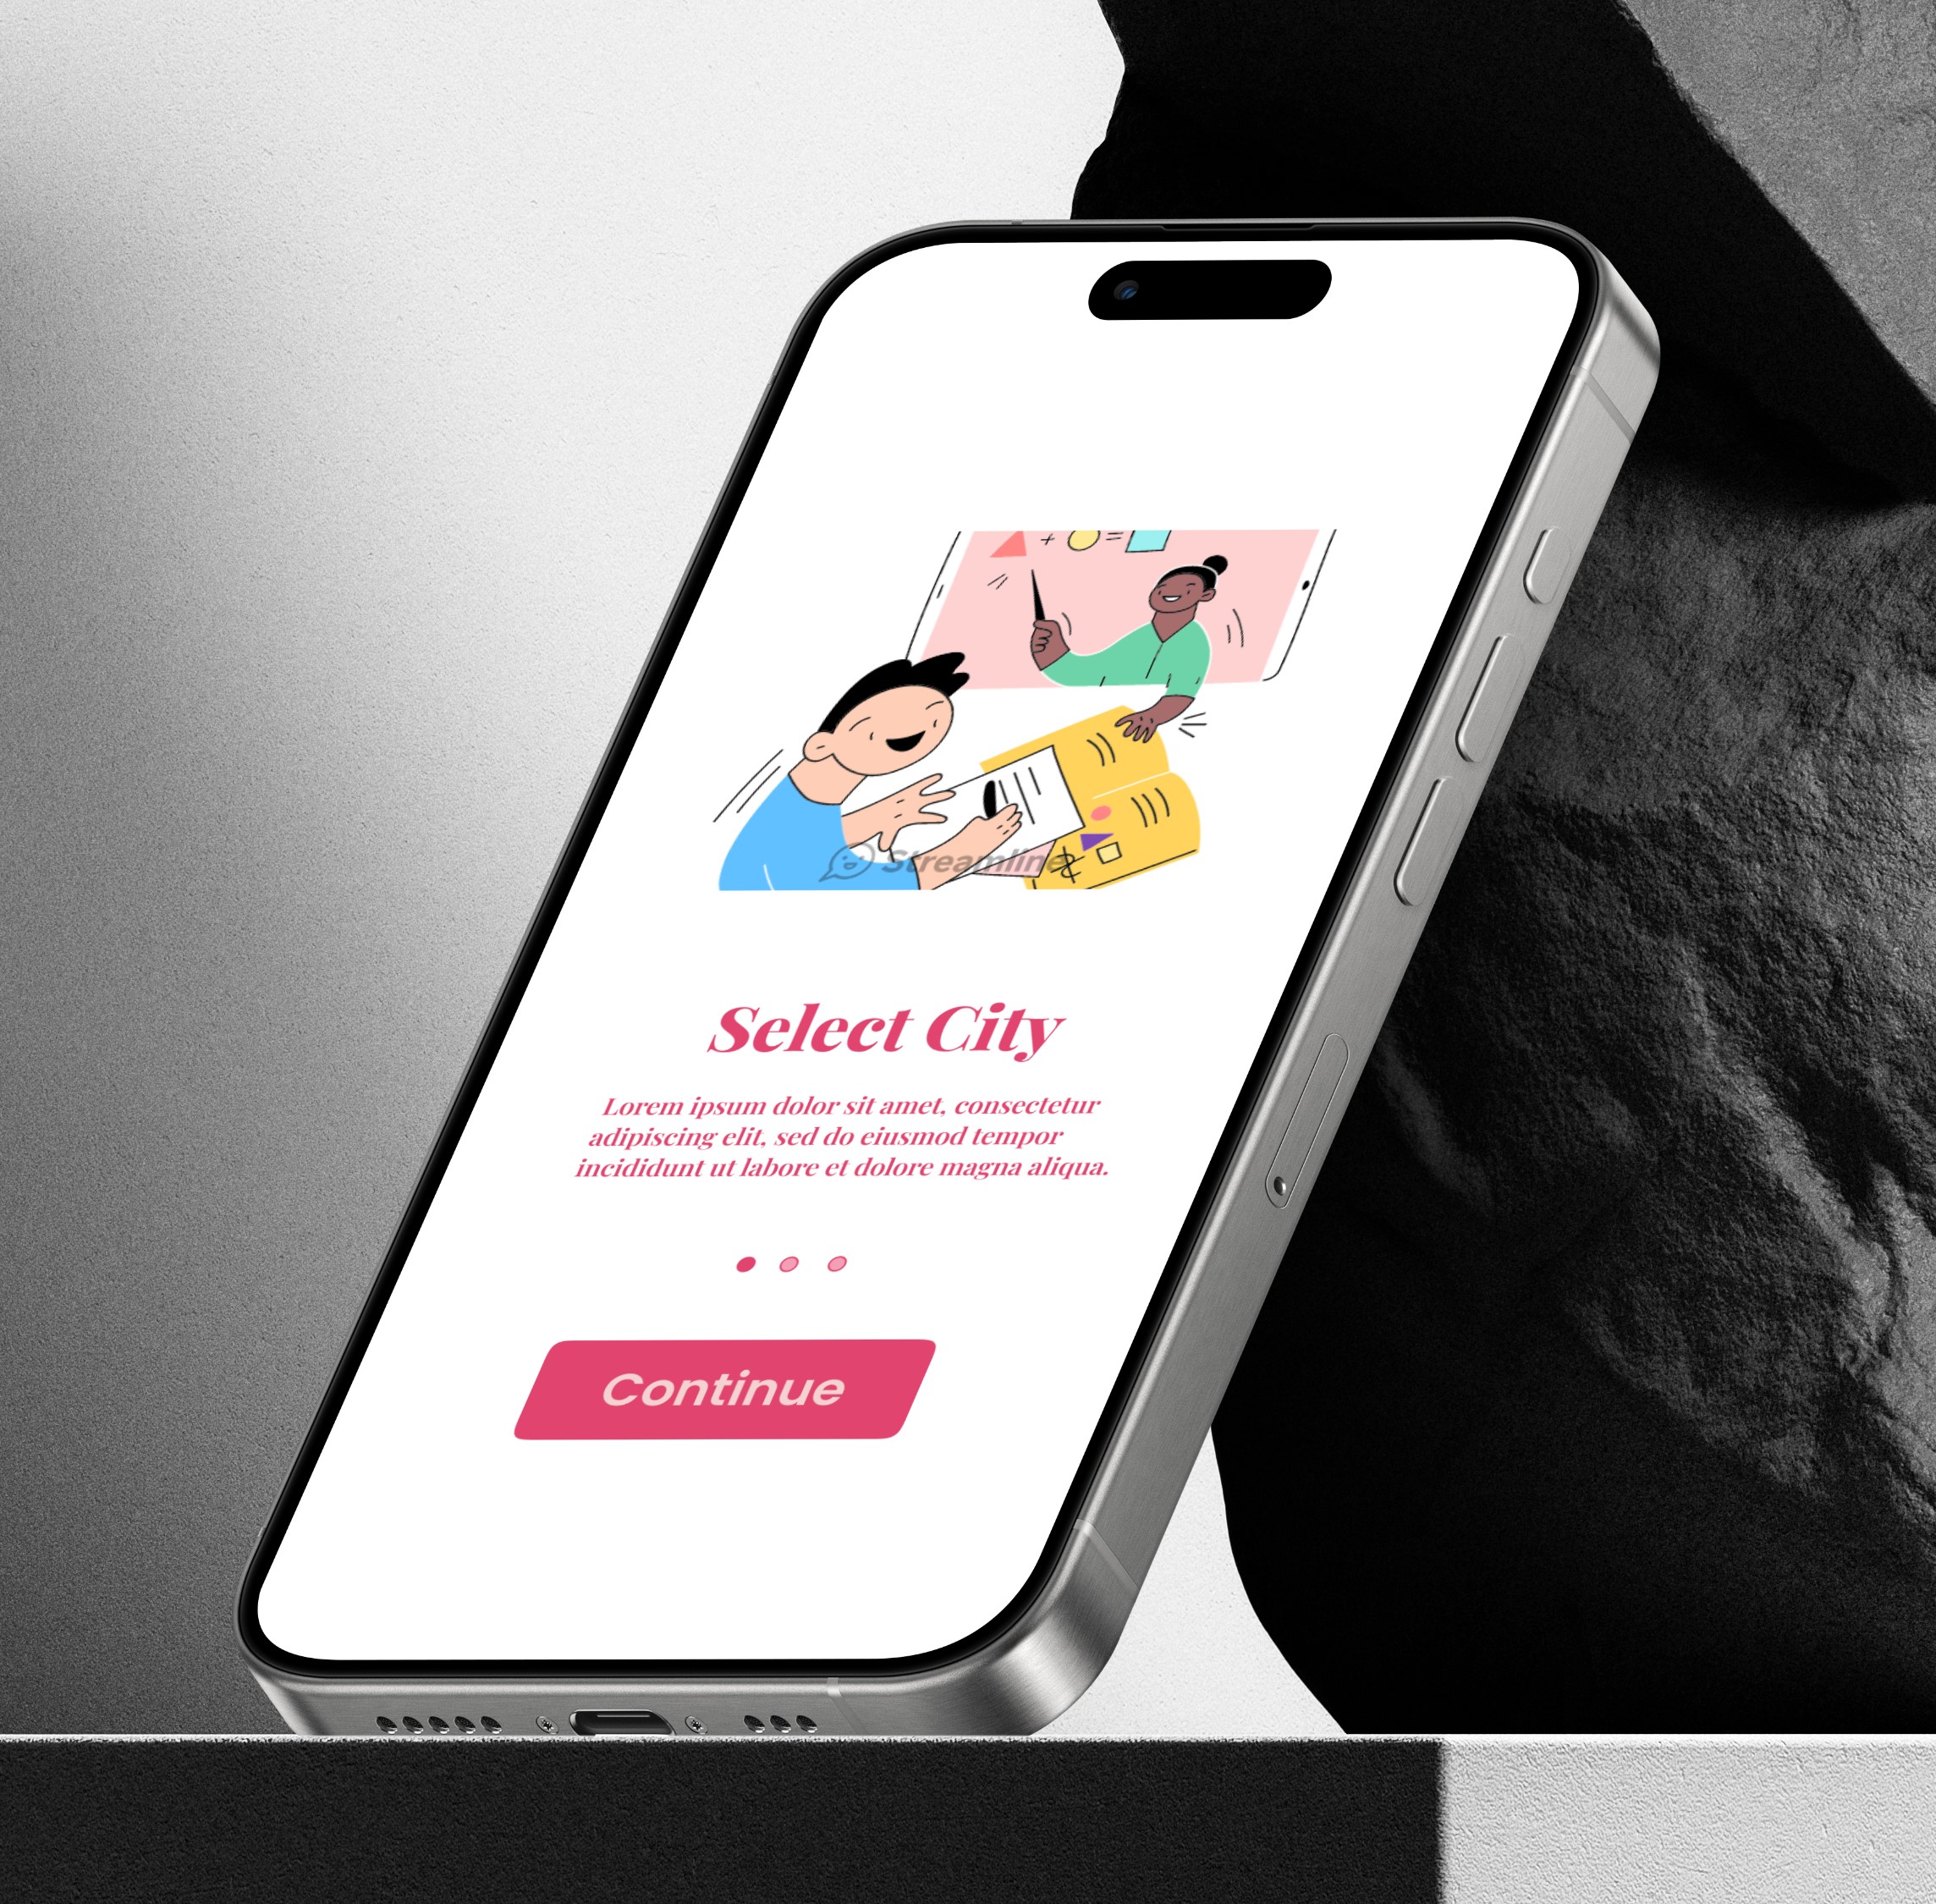 Streamline
Select City
Lorem ipsum dolor sit amet, consectetur
adipiscing elit, sed do eiusmod tempor
incididunt ut labore et dolore magna aliqua.
Continue